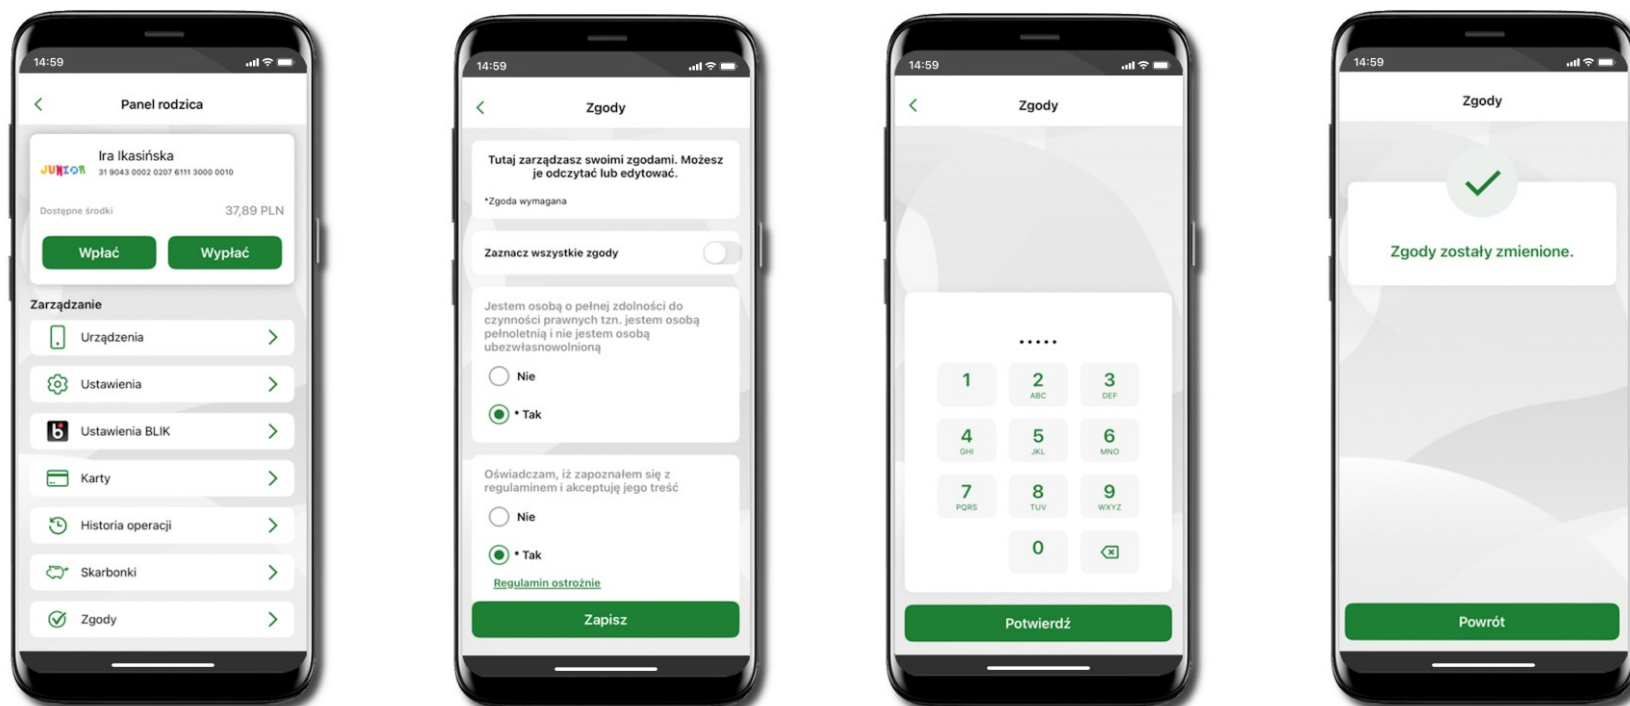 14:59
Panel rodzica
JUNIOR
Ira Ikasińska
31 9043 0002 0207 6111 3000 0010
Dostępne środki
37,89 PLN
Wpłać
Wypłać
Zarządzanie
Urządzenia
Ustawienia
Ustawienia BLIK
Karty
Historia operacji
Skarbonki
Zgody
14:59
Zgody
Tutaj zarządzasz swoimi zgodami. Możesz
je odczytać lub edytować.
*Zgoda wymagana
Zaznacz wszystkie zgody
Jestem osobą o pełnej zdolności do
czynności prawnych tzn. jestem osobą
pełnoletnią i nie jestem osobą
ubezwłasnowolnioną
Nie
* Tak
Oświadczam, iż zapoznałem się z
regulaminem i akceptuję jego treść
Nie
* Tak
Regulamin ostrożnie
Zapisz
14:59
Zgody
1
2
3
ABC
DEF
4
5
6
GHI
JKL
MNO
7
8
9
PQRS
TUV
WXYZ
0
Potwierdź
14:59
Zgody
Zgody zostały zmienione.
Powrót